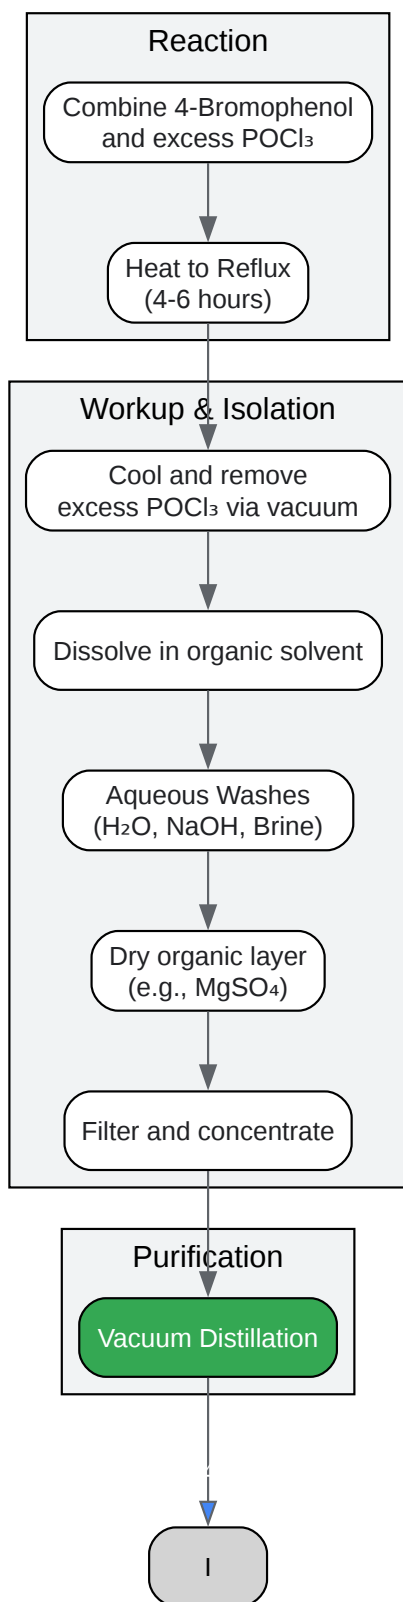 Reaction
Combine 4-Bromophenol
and excess POCl₃
Heat to Reflux
(4-6 hours)
Workup & Isolation
Cool and remove
excess POCl₃ via vacuum
Dissolve in organic solvent
Aqueous Washes
(H₂O, NaOH, Brine)
Dry organic layer
(e.g., MgSO₄)
Filter and concentrate
Purification
Vacuum Distillation
I